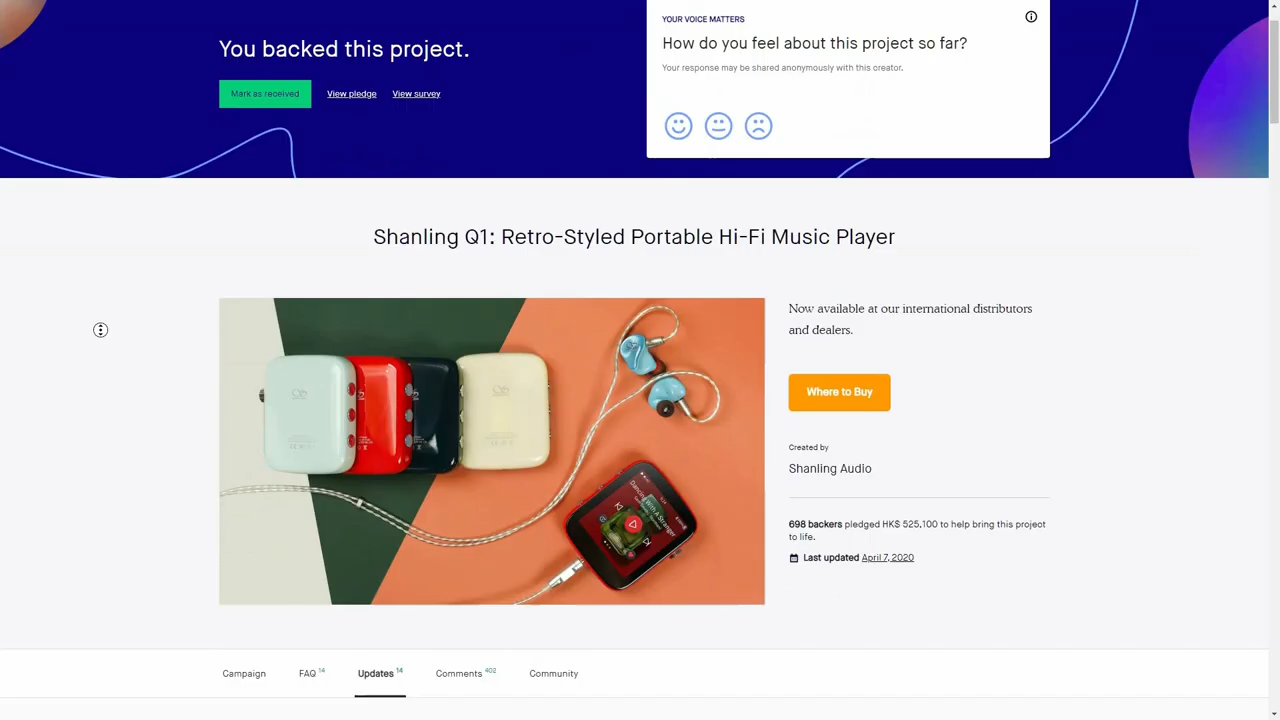 You backed this project.
Mark as received
View pledge
View survey
YOUR VOICE MATTERS
How do you feel about this project so far?
Your response may be shared anonymously with this creator.
Shanling Q1: Retro-Styled Portable Hi-Fi Music Player
Now available at our international distributors
and dealers.
Where to Buy
Created by
Shanling Audio
698 backers pledged HK$ 525,100 to help bring this project
to life.
Last updated April 7, 2020
Dancing With A Stranger
Campaign
FAQ 14
Updates 14
Comments 402
Community